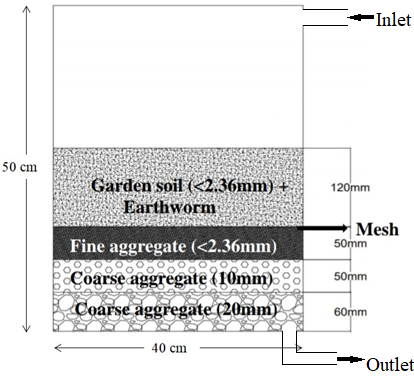 Inlet
50 cm
Garden soil (<2.36mm) +
Earthworm
120mm
Mesh
Fine aggregate (<2.36mm)
50mm
Coarse aggregate (10mm)
50mm
Coarse aggregate (20mm)
60mm
40 cm
Outlet